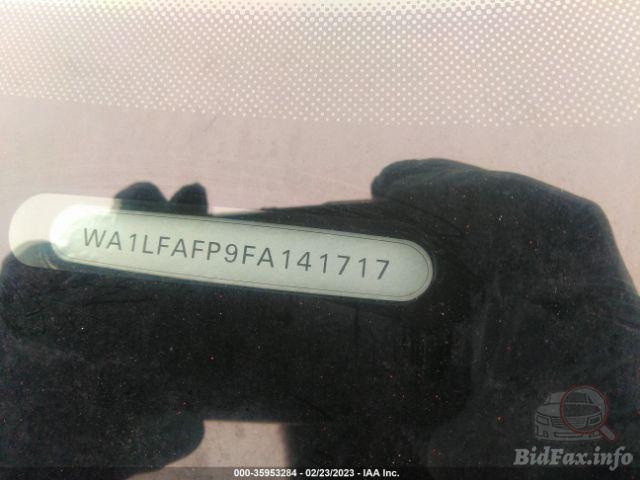 WA1LFAFP9FA141717
BidFax.info
000-35953284 - 02/23/2023 - IAA Inc.